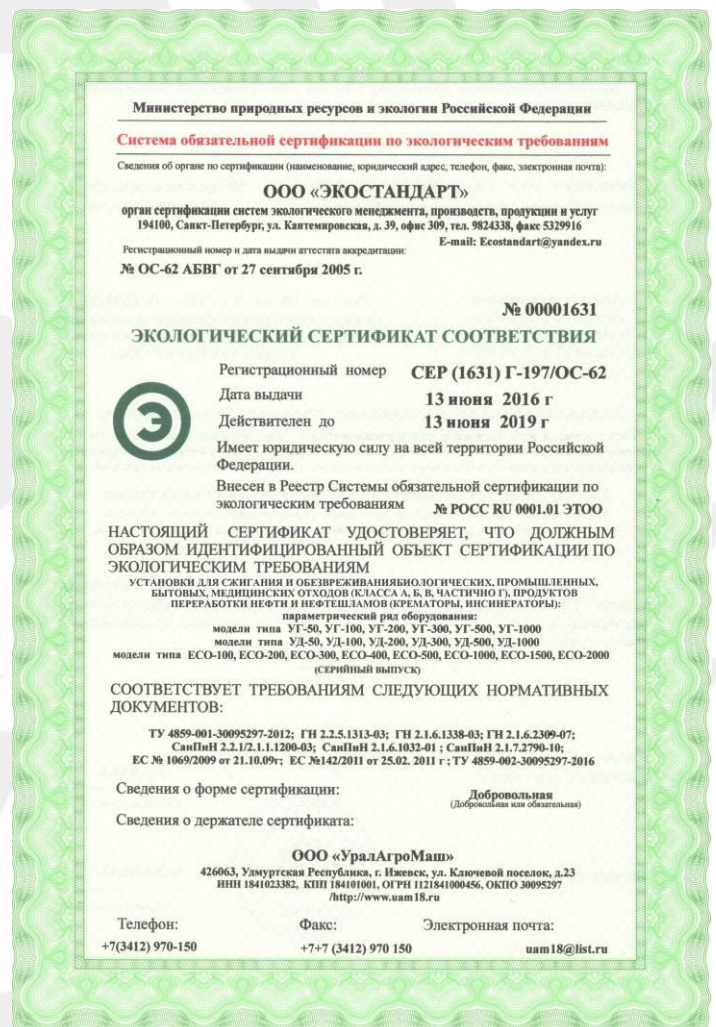 Министерство природных ресурсов и экологии Российской Федерации
Система обязательной сертификации по экологическим требованиям
Сведения об органе по сертификации (наименование, юридический адрес, телефон, факс, электронная почта):
ООО «ЭКОСТАНДАРТ»
орган сертификации систем экологического менеджмента, производств, продукции и услуг
194100, Санкт-Петербург, ул. Кантемировская, д. 39, офис 309, тел. 9824338, факс 5329916
E-mail: Ecostandart@yandex.ru
Регистрационный номер и дата выдачи аттестата аккредитации:
№ ОС-62 АБВГ от 27 сентября 2005 г.
№ 00001631
ЭКОЛОГИЧЕСКИЙ СЕРТИФИКАТ СООТВЕТСТВИЯ
Регистрационный номер СЕР (1631) Г-197/ОС-62
Дата выдачи 13 июня 2016 г
Действителен до 13 июня 2019 г
Э
Имеет юридическую силу на всей территории Российской
Федерации.
Внесен в Реестр Системы обязательной сертификации по
экологическим требованиям № РОСС RU 0001.01 ЭТОО
НАСТОЯЩИЙ СЕРТИФИКАТ УДОСТОВЕРЯЕТ, ЧТО ДОЛЖНЫМ
ОБРАЗОМ ИДЕНТИФИЦИРОВАННЫЙ ОБЪЕКТ СЕРТИФИКАЦИИ ПО
ЭКОЛОГИЧЕСКИМ ТРЕБОВАНИЯМ
УСТАНОВКИ ДЛЯ СЖИГАНИЯ И ОБЕЗВРЕЖИВАНИЯБИОЛОГИЧЕСКИХ, ПРОМЫШЛЕННЫХ,
БЫТОВЫХ, МЕДИЦИНСКИХ ОТХОДОВ (КЛАССА А, Б, В, ЧАСТИЧНО Г), ПРОДУКТОВ
ПЕРЕРАБОТКИ НЕФТИ И НЕФТЕШЛАМОВ (КРЕМАТОРЫ, ИНСИНЕРАТОРЫ):
параметрический ряд оборудования:
модели типа УГ-50, УГ-100, УГ-200, УГ-300, УГ-500, УГ-1000
модели типа УД-50, УД-100, УД-200, УД-300, УД-500, УД-1000
модели типа ECO-100, ECO-200, ECO-300, ECO-400, ECO-500, ECO-1000, ECO-1500, ECO-2000
(СЕРИЙНЫЙ ВЫПУСК)
СООТВЕТСТВУЕТ ТРЕБОВАНИЯМ СЛЕДУЮЩИХ НОРМАТИВНЫХ
ДОКУМЕНТОВ:
ТУ 4859-001-30095297-2012; ГН 2.2.5.1313-03; ГН 2.1.6.1338-03; ГН 2.1.6.2309-07;
СанПиН 2.2.1/2.1.1.1200-03; СанПиН 2.1.6.1032-01 ; СанПиН 2.1.7.2790-10;
ЕС № 1069/2009 от 21.10.09г; ЕС №142/2011 от 25.02. 2011 г ; ТУ 4859-002-30095297-2016
Сведения о форме сертификации: Добровольная
(Добровольная или обязательная)
Сведения о держателе сертификата:
ООО «УралАгроМаш»
426063, Удмуртская Республика, г. Ижевск, ул. Ключевой поселок, д.23
ИНН 1841023382, КПП 184101001, ОГРН 1121841000456, ОКПО 30095297
/http://www.uam18.ru
Телефон: Факс: Электронная почта:
+7(3412) 970-150 +7+7 (3412) 970 150 uam18@list.ru